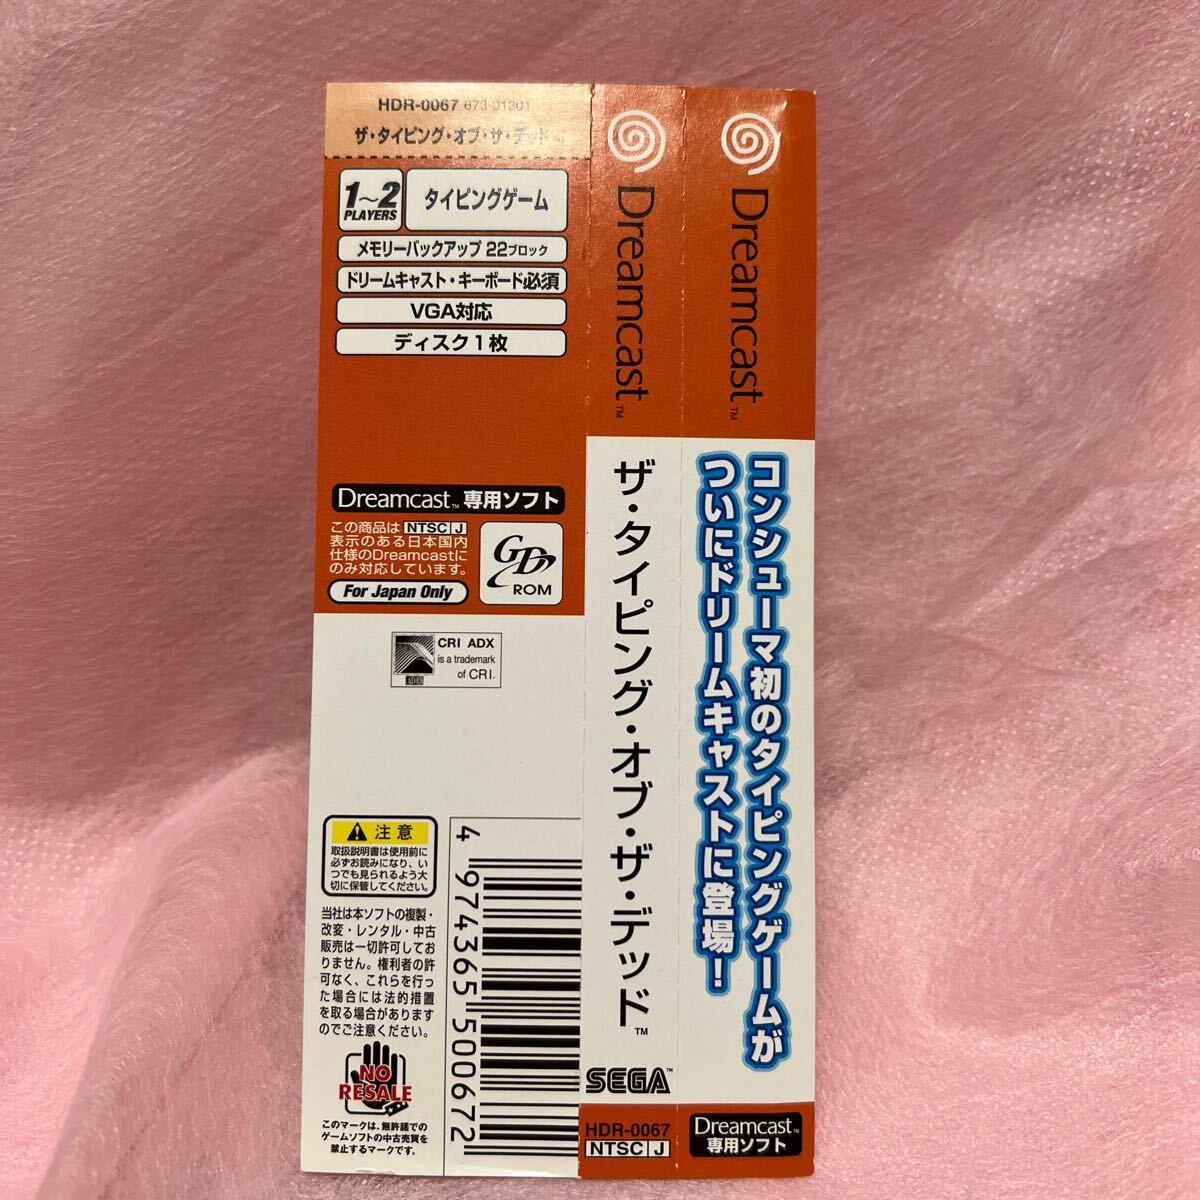 HDR-0067 673-01301
ザ・タイピング・オブ・ザ・デッド™
1~2
PLAYERS
タイピングゲーム
メモリーバックアップ 22ブロック
ドリームキャスト・キーボード必須
VGA対応
ディスク1枚
Dreamcast™ 専用ソフト
この商品は NTSC J
表示のある日本国内
仕様のDreamcastに
のみ対応しています。
For Japan Only
GD
ROM
CRI ADX
is a trademark
of CRI.
ADX
注意
取扱説明書は使用前に
必ずお読みになり、い
つでも見られるよう大
切に保管してください。
当社は本ソフトの複製・
改変・レンタル・中古
販売は一切許可してお
りません。権利者の許
可なく、これらを行っ
た場合には法的措置
を取る場合があります
のでご注意ください。
NO
RESALE
このマークは、無許諾での
ゲームソフトの中古売買を
禁止するマークです。
4 974365 500672
Dreamcast™
ザ・タイピング・オブ・ザ・デッド™
SEGA™
HDR-0067
NTSC J
Dreamcast™
コンシューマ初のタイピングゲームが
ついにドリームキャストに登場!
Dreamcast™
専用ソフト